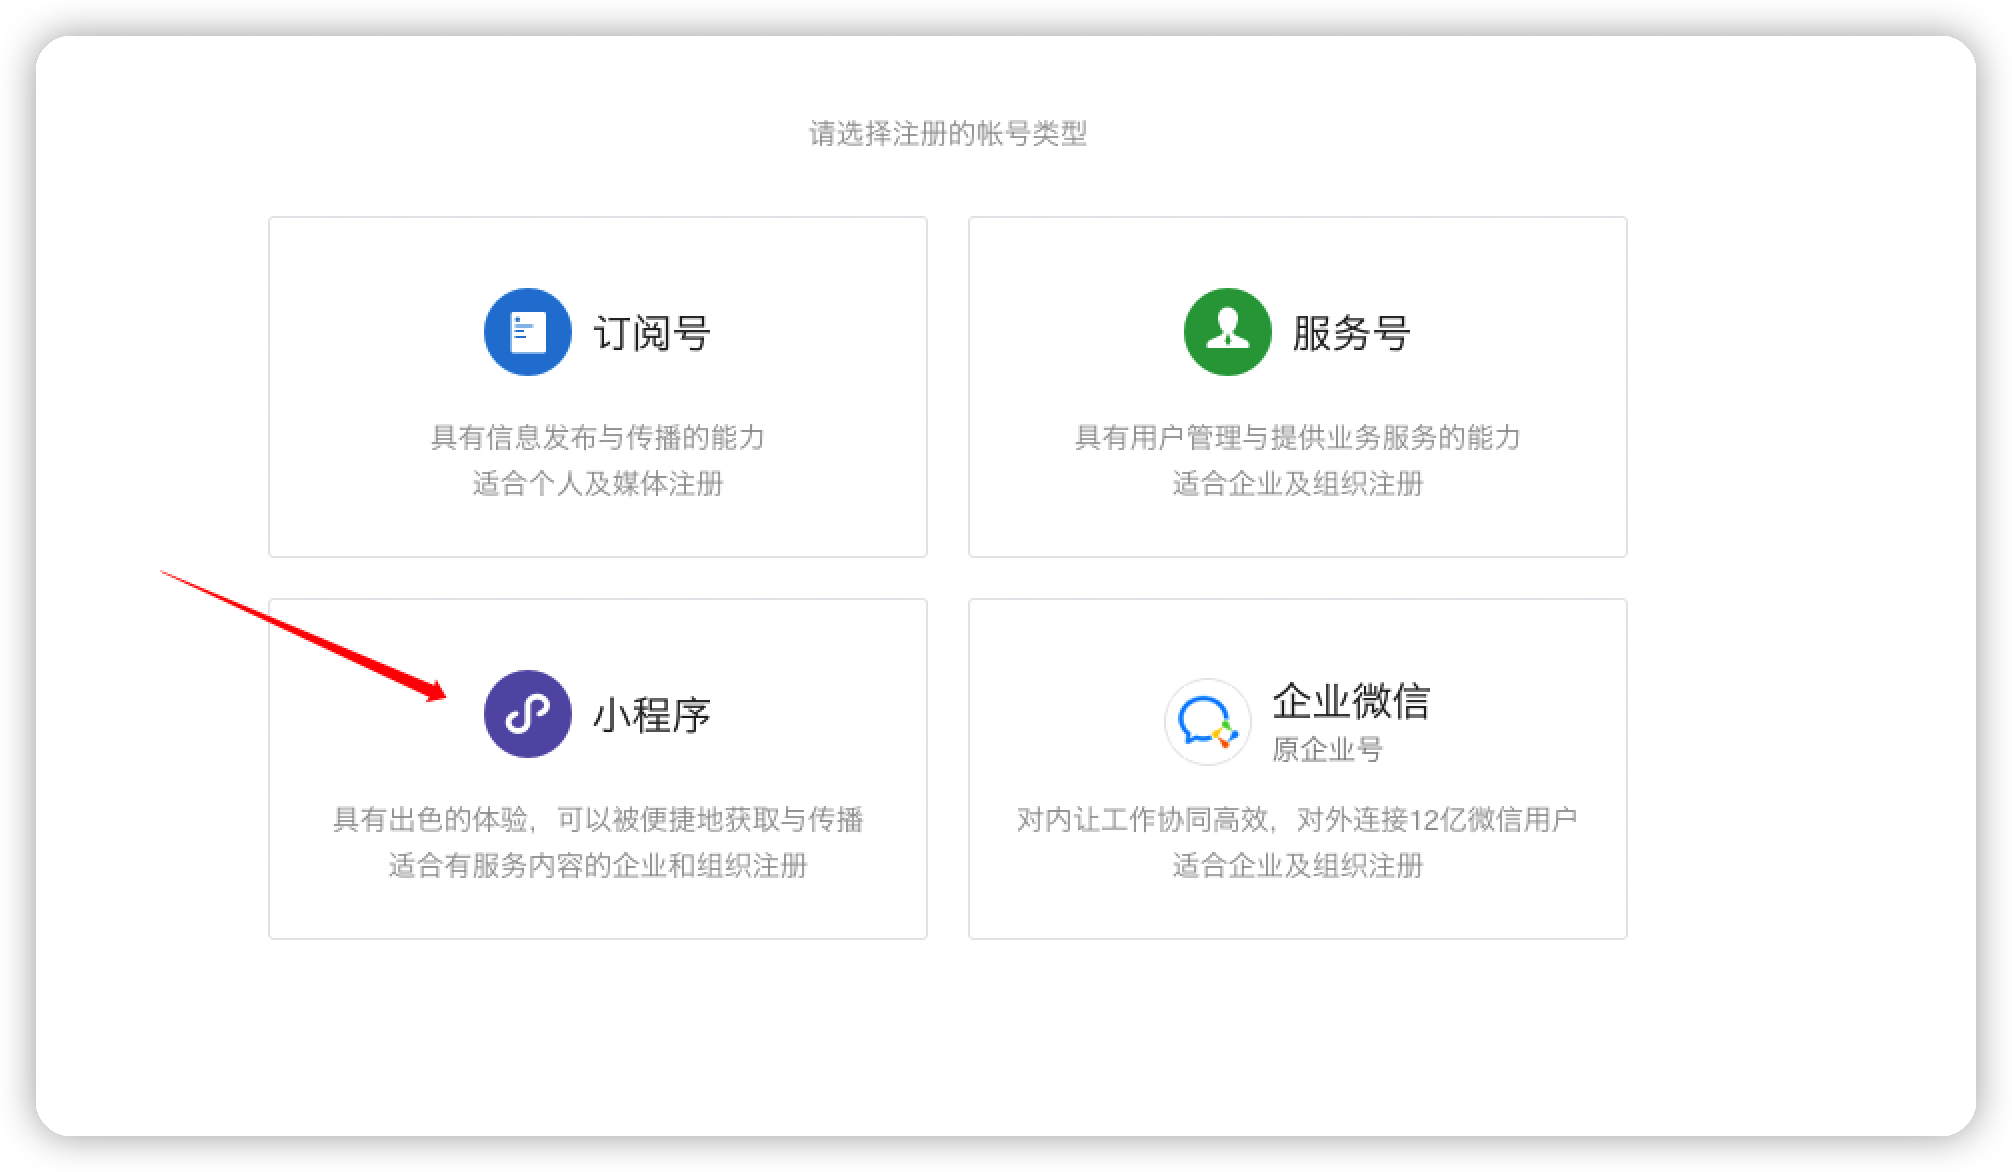 请选择注册的帐号类型
订阅号
具有信息发布与传播的能力
适合个人及媒体注册
服务号
具有用户管理与提供业务服务的能力
适合企业及组织注册
小程序
具有出色的体验，可以被便捷地获取与传播
适合有服务内容的企业和组织注册
企业微信
原企业号
对内让工作协同高效，对外连接12亿微信用户
适合企业及组织注册